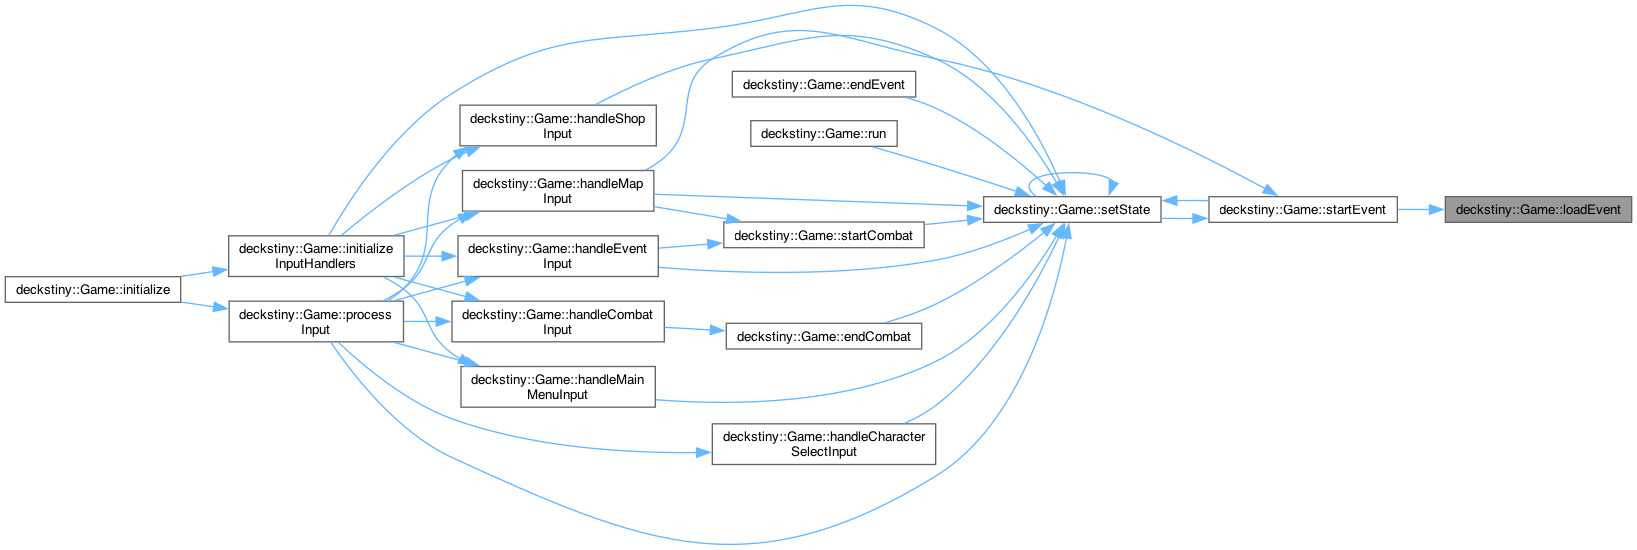 deckstiny::Game::endEvent
deckstiny::Game::handleShop
Input
deckstiny::Game::run
deckstiny::Game::handleMap
Input
deckstiny::Game::setState
deckstiny::Game::startEvent
deckstiny::Game::loadEvent
deckstiny::Game::startCombat
deckstiny::Game::initialize
InputHandlers
deckstiny::Game::handleEvent
Input
deckstiny::Game::initialize
deckstiny::Game::process
Input
deckstiny::Game::handleCombat
Input
deckstiny::Game::endCombat
deckstiny::Game::handleMain
MenuInput
deckstiny::Game::handleCharacter
SelectInput